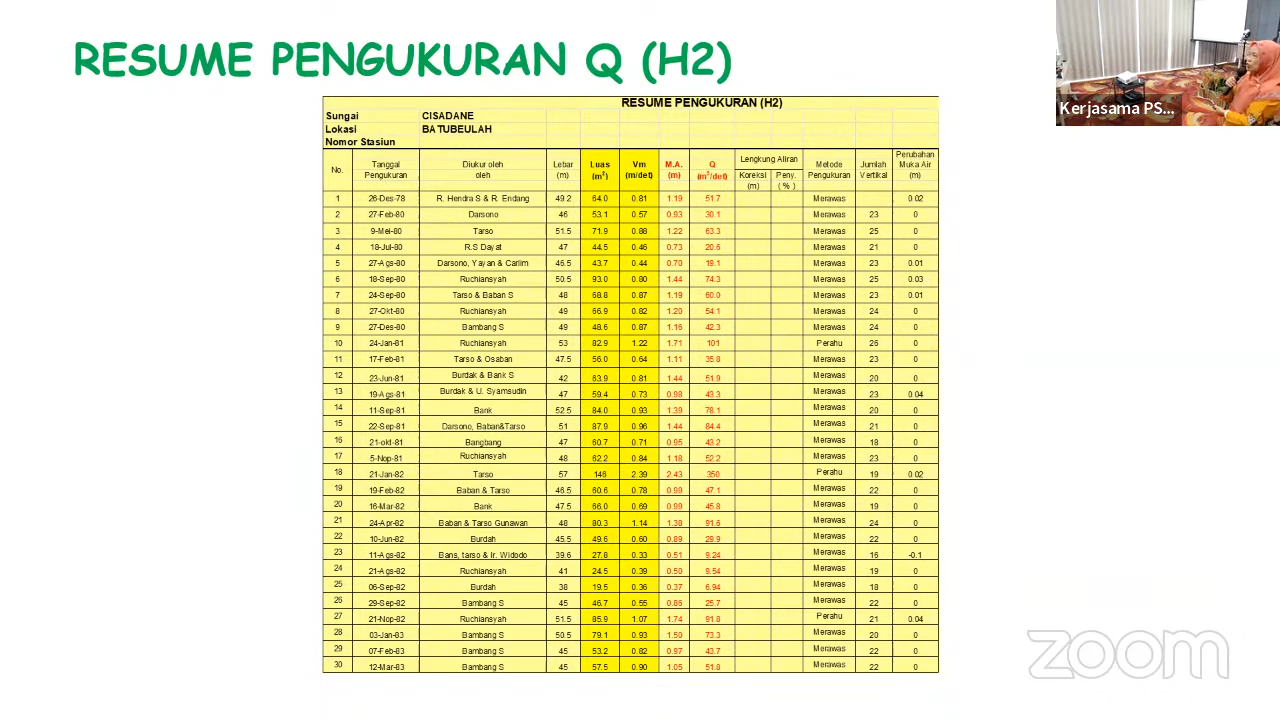 RESUME PENGUKURAN Q (H2)
Kerjasama PS...
RESUME PENGUKURAN (H2)
Sungai CISADANE
Lokasi BATUBEULAH
Nomor Stasiun
No. Tanggal Pengukuran Diukur oleh oleh Lebar (m) Luas (m²) Vm (m/det) M.A. (m) Q (m³/det) Lengkung Aliran Koreksi (m) Peny. (%) Metode Pengukuran Jumlah Vertikal Perubahan Muka Air (m)
1 26-Des-78 R. Hendra S & R. Endang 49.2 64.0 0.81 1.19 51.7 Merawas 0.02
2 27-Feb-80 Darsono 46 53.1 0.57 0.93 30.1 Merawas 23 0
3 9-Mei-80 Tarso 51.5 71.9 0.88 1.22 63.3 Merawas 25 0
4 18-Jul-80 R.S Dayat 47 44.5 0.46 0.73 20.6 Merawas 21 0
5 27-Ags-80 Darsono, Yayan & Carlim 46.5 43.7 0.44 0.70 19.1 Merawas 23 0.01
6 18-Sep-80 Ruchiansyah 50.5 93.0 0.80 1.44 74.3 Merawas 25 0.03
7 24-Sep-80 Tarso & Baban S 48 68.8 0.87 1.19 60.0 Merawas 23 0.01
8 27-Okt-80 Ruchiansyah 49 66.9 0.82 1.20 54.1 Merawas 24 0
9 27-Des-80 Bambang S 49 48.6 0.87 1.16 42.3 Merawas 24 0
10 24-Jan-81 Ruchiansyah 53 82.9 1.22 1.71 101 Perahu 26 0
11 17-Feb-81 Tarso & Osaban 47.5 56.0 0.64 1.11 35.8 Merawas 23 0
12 23-Jun-81 Burdak & Bank S 42 63.9 0.81 1.44 51.9 Merawas 20 0
13 19-Ags-81 Burdak & U. Syamsudin 47 59.4 0.73 0.98 43.3 Merawas 23 0.04
14 11-Sep-81 Bank 52.5 84.0 0.93 1.39 78.1 Merawas 20 0
15 22-Sep-81 Darsono, Baban&Tarso 51 87.9 0.96 1.44 84.4 Merawas 21 0
16 21-okt-81 Bangbang 47 60.7 0.71 0.95 43.2 Merawas 18 0
17 5-Nop-81 Ruchiansyah 48 62.2 0.84 1.18 52.2 Merawas 23 0
18 21-Jan-82 Tarso 57 146 2.39 2.43 350 Perahu 19 0.02
19 19-Feb-82 Baban & Tarso 46.5 60.6 0.78 0.99 47.1 Merawas 22 0
20 16-Mar-82 Bank 47.5 66.0 0.69 0.99 45.8 Merawas 19 0
21 24-Apr-82 Baban & Tarso Gunawan 48 80.3 1.14 1.38 91.6 Merawas 24 0
22 10-Jun-82 Burdah 45.5 49.6 0.60 0.89 29.9 Merawas 22 0
23 11-Ags-82 Bans, tarso & Ir. Widodo 39.6 27.8 0.33 0.51 9.24 Merawas 16 -0.1
24 21-Ags-82 Ruchiansyah 41 24.5 0.39 0.50 9.54 Merawas 19 0
25 06-Sep-82 Burdah 38 19.5 0.36 0.37 6.94 Merawas 18 0
26 29-Sep-82 Bambang S 45 46.7 0.55 0.86 25.7 Merawas 22 0
27 21-Nop-82 Ruchiansyah 51.5 85.9 1.07 1.74 91.8 Perahu 21 0.04
28 03-Jan-83 Bambang S 50.5 79.1 0.93 1.50 73.3 Merawas 20 0
29 07-Feb-83 Bambang S 45 53.2 0.82 0.97 43.7 Merawas 22 0
30 12-Mar-83 Bambang S 45 57.5 0.90 1.05 51.8 Merawas 22 0
zoom